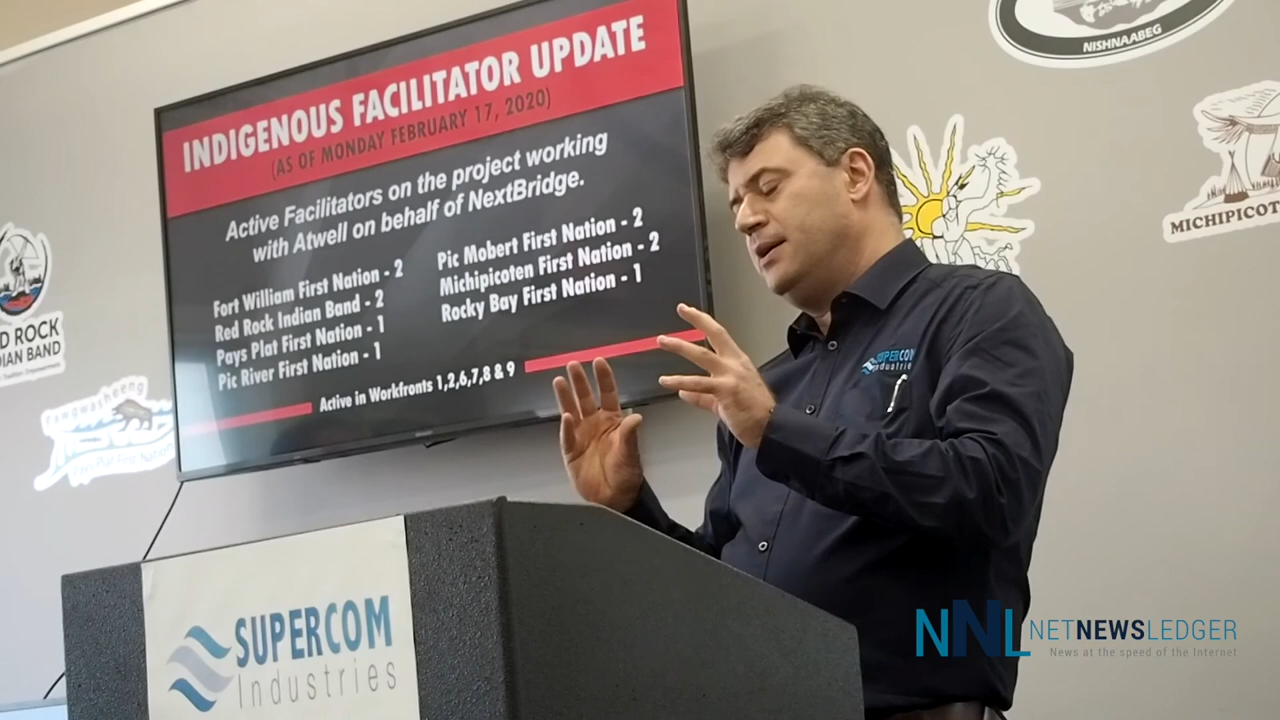 INDIGENOUS FACILITATOR UPDATE
(AS OF MONDAY FEBRUARY 17, 2020)
Active Facilitators on the project working
with Atwell on behalf of NextBridge.
Fort William First Nation - 2
Red Rock Indian Band - 2
Pays Plat First Nation - 1
Pic River First Nation - 1
Pic Mobert First Nation - 2
Michipicoten First Nation - 2
Rocky Bay First Nation - 1
Active in Workfronts 1,2,6,7,8 & 9
NISHNAABEG
MICHIPICOT
D ROCK
DIAN BAND
Pays Plat First Nation
SUPERCOM
Industries
SUPERCOM
Industries
NNL NETNEWSLEDGER
News at the speed of the Internet